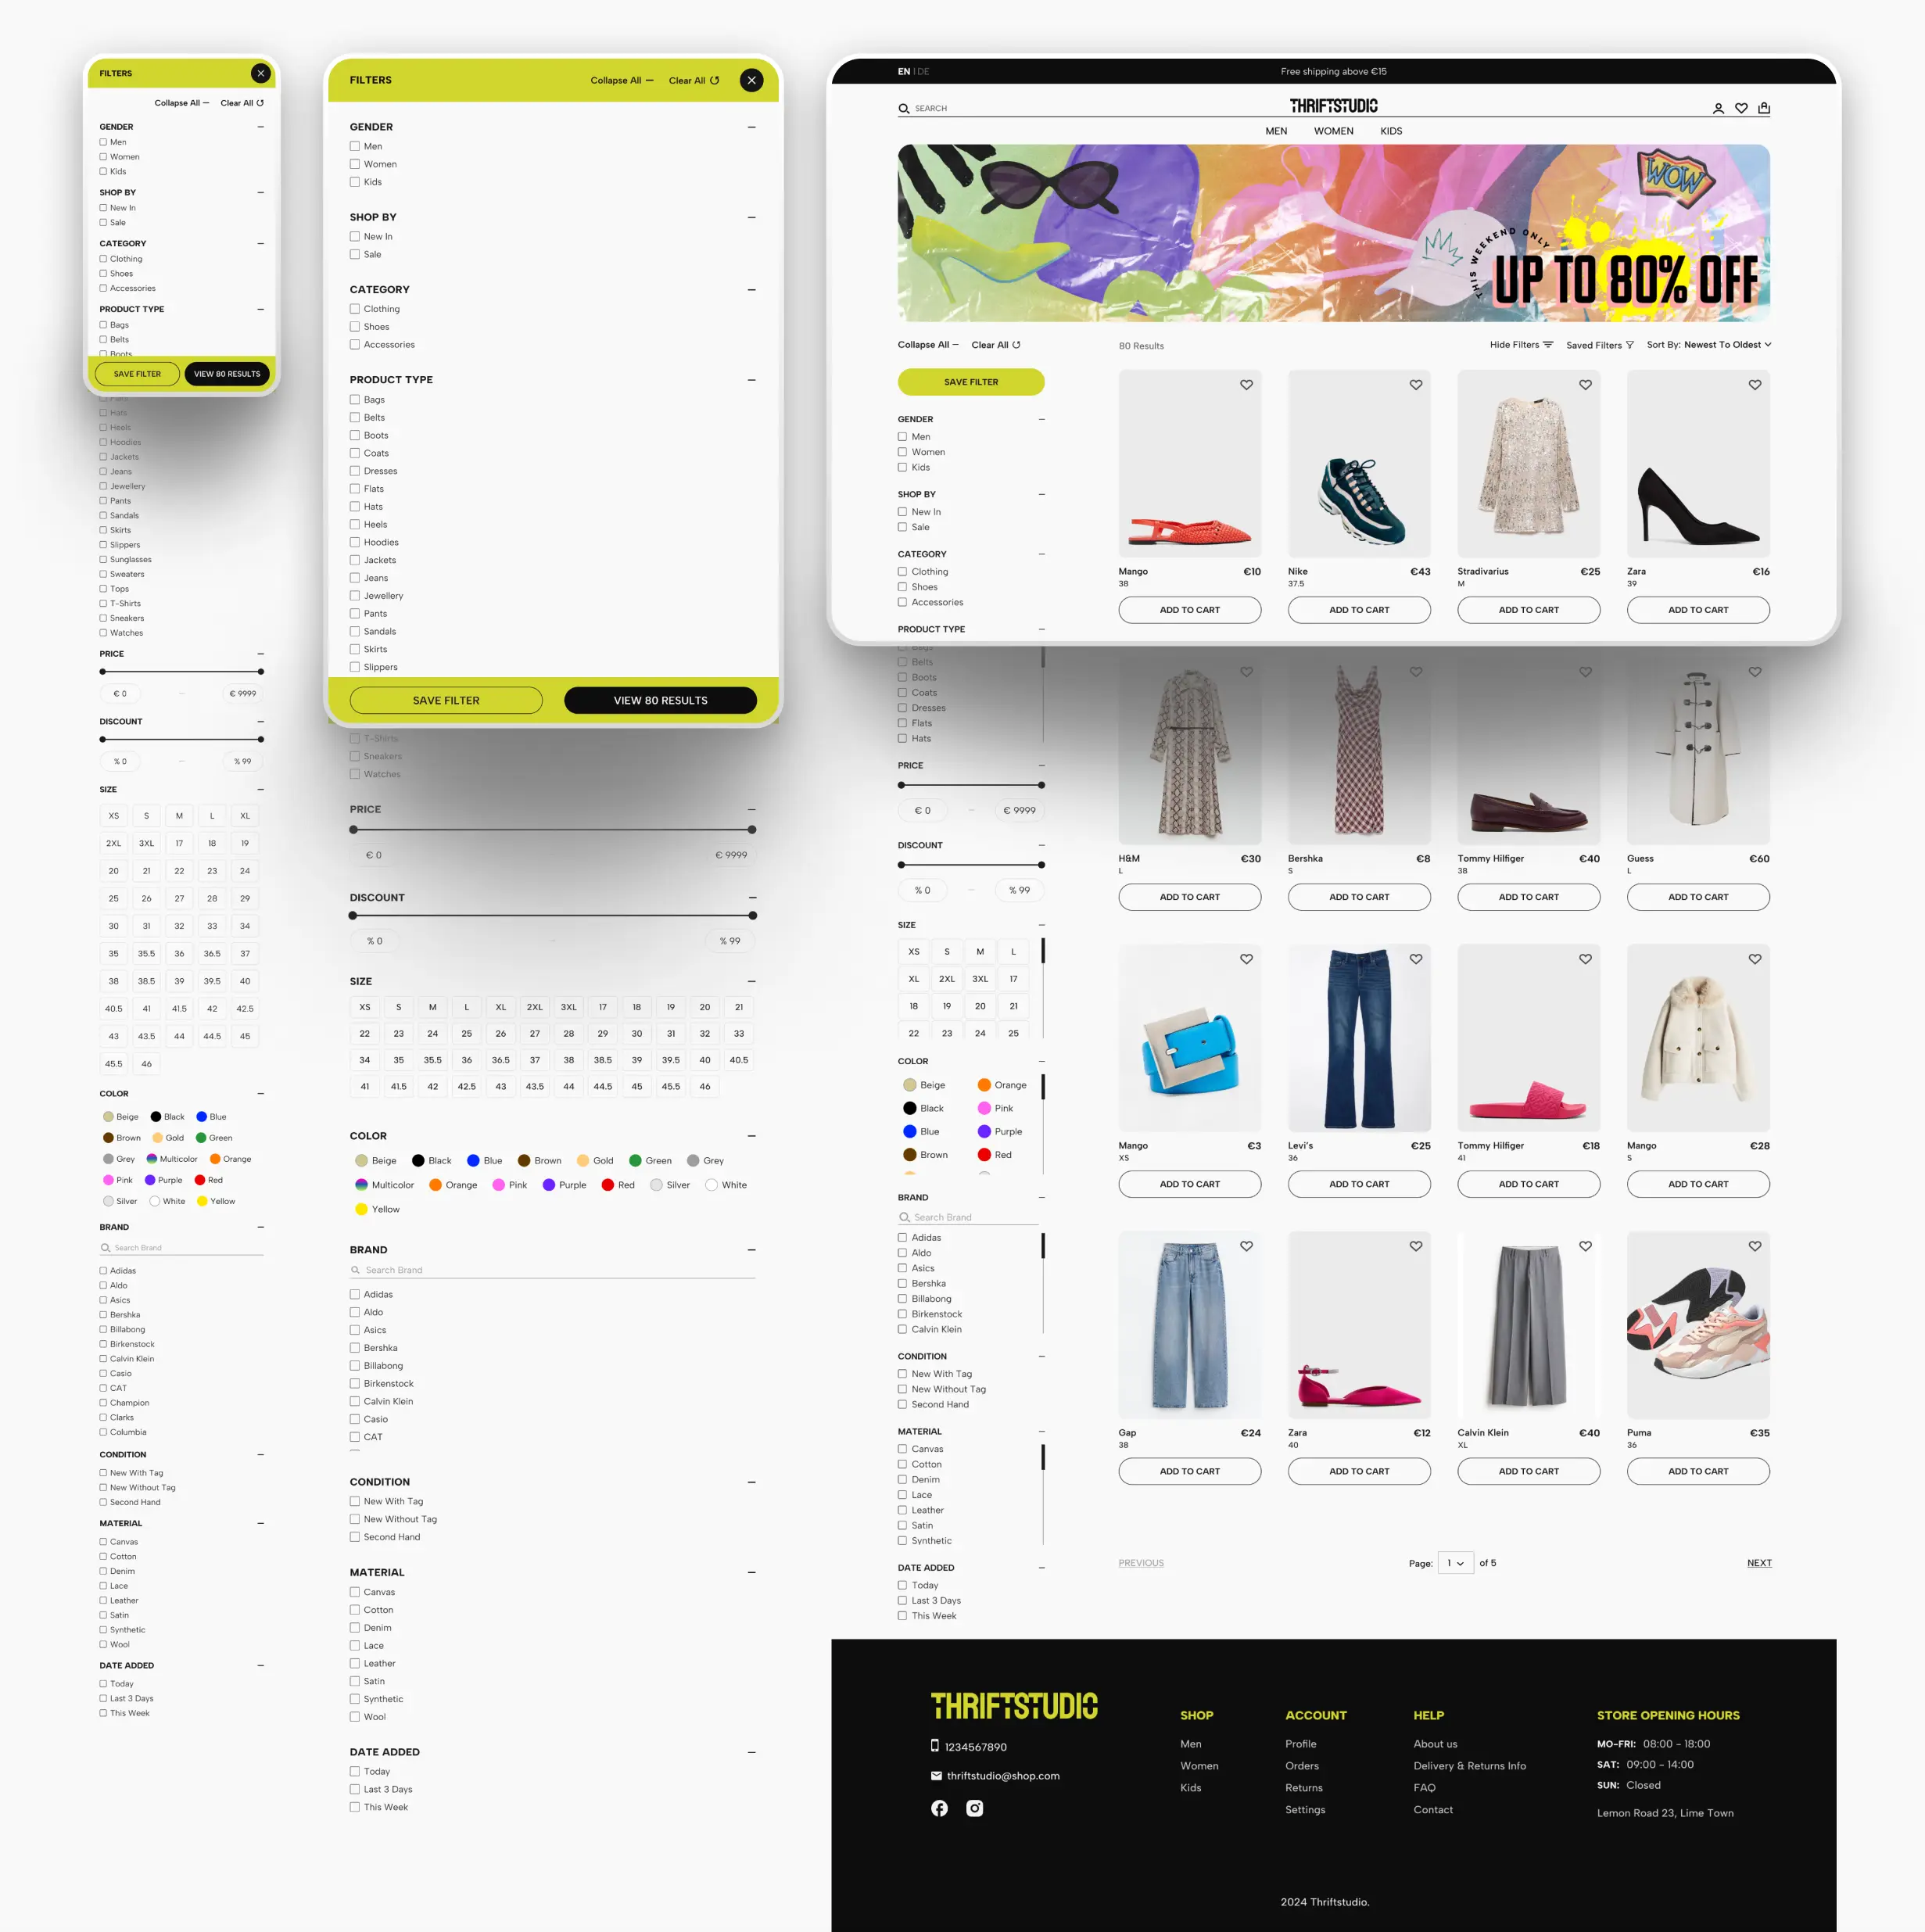 FILTERS
Collapse All
Clear All
GENDER
Men
Women
Kids
SHOP BY
New In
Sale
CATEGORY
Clothing
Shoes
Accessories
PRODUCT TYPE
Bags
Belts
Boots
SAVE FILTER
VIEW 80 RESULTS
Flats
Hats
Heels
Hoodies
Jackets
Jeans
Jewellery
Pants
Sandals
Skirts
Slippers
Sunglasses
Sweaters
Tops
T-Shirts
Sneakers
Watches
PRICE
€ 0 – € 9999
DISCOUNT
% 0 – % 99
SIZE
XS S M L XL
2XL 3XL 17 18 19
20 21 22 23 24
25 26 27 28 29
30 31 32 33 34
35 35.5 36 36.5 37
38 38.5 39 39.5 40
40.5 41 41.5 42 42.5
43 43.5 44 44.5 45
45.5 46
COLOR
Beige Black Blue
Brown Gold Green
Grey Multicolor Orange
Pink Purple Red
Silver White Yellow
BRAND
Search Brand
Adidas
Aldo
Asics
Bershka
Billabong
Birkenstock
Calvin Klein
Casio
CAT
Champion
Clarks
Columbia
CONDITION
New With Tag
New Without Tag
Second Hand
MATERIAL
Canvas
Cotton
Denim
Lace
Leather
Satin
Synthetic
Wool
DATE ADDED
Today
Last 3 Days
This Week
FILTERS
Collapse All
Clear All
GENDER
Men
Women
Kids
SHOP BY
New In
Sale
CATEGORY
Clothing
Shoes
Accessories
PRODUCT TYPE
Bags
Belts
Boots
Coats
Dresses
Flats
Hats
Heels
Hoodies
Jackets
Jeans
Jewellery
Pants
Sandals
Skirts
Slippers
SAVE FILTER
VIEW 80 RESULTS
T-Shirts
Sneakers
Watches
PRICE
€ 0 € 9999
DISCOUNT
% 0 – % 99
SIZE
XS S M L XL 2XL 3XL 17 18 19 20 21
22 23 24 25 26 27 28 29 30 31 32 33
34 35 35.5 36 36.5 37 38 38.5 39 39.5 40 40.5
41 41.5 42 42.5 43 43.5 44 44.5 45 45.5 46
COLOR
Beige Black Blue Brown Gold Green Grey
Multicolor Orange Pink Purple Red Silver White
Yellow
BRAND
Search Brand
Adidas
Aldo
Asics
Bershka
Billabong
Birkenstock
Calvin Klein
Casio
CAT
CONDITION
New With Tag
New Without Tag
Second Hand
MATERIAL
Canvas
Cotton
Denim
Lace
Leather
Satin
Synthetic
Wool
DATE ADDED
Today
Last 3 Days
This Week
EN | DE
Free shipping above €15
SEARCH
THRIFTSTUDIO
MEN WOMEN KIDS
WOW
THIS WEEKEND ONLY
UP TO 80% OFF
Collapse All
Clear All
80 Results
Hide Filters
Saved Filters
Sort By: Newest To Oldest
SAVE FILTER
GENDER
Men
Women
Kids
SHOP BY
New In
Sale
CATEGORY
Clothing
Shoes
Accessories
PRODUCT TYPE
Bags
Belts
Boots
Coats
Dresses
Flats
Hats
PRICE
€ 0 – € 9999
DISCOUNT
% 0 – % 99
SIZE
XS S M L
XL 2XL 3XL 17
18 19 20 21
22 23 24 25
COLOR
Beige Orange
Black Pink
Blue Purple
Brown Red
BRAND
Search Brand
Adidas
Aldo
Asics
Bershka
Billabong
Birkenstock
Calvin Klein
CONDITION
New With Tag
New Without Tag
Second Hand
MATERIAL
Canvas
Cotton
Denim
Lace
Leather
Satin
Synthetic
DATE ADDED
Today
Last 3 Days
This Week
Mango €10
38
ADD TO CART
Nike €43
37.5
ADD TO CART
Stradivarius €25
M
ADD TO CART
Zara €16
39
ADD TO CART
H&M €30
L
ADD TO CART
Bershka €8
S
ADD TO CART
Tommy Hilfiger €40
38
ADD TO CART
Guess €60
L
ADD TO CART
Mango €3
XS
ADD TO CART
Levi's €25
36
ADD TO CART
Tommy Hilfiger €18
41
ADD TO CART
Mango €28
S
ADD TO CART
Gap €24
38
ADD TO CART
Zara €12
40
ADD TO CART
Calvin Klein €40
XL
ADD TO CART
Puma €35
36
ADD TO CART
PREVIOUS
Page: 1 of 5
NEXT
THRIFTSTUDIO
1234567890
thriftstudio@shop.com
SHOP
Men
Women
Kids
ACCOUNT
Profile
Orders
Returns
Settings
HELP
About us
Delivery & Returns Info
FAQ
Contact
STORE OPENING HOURS
MO-FRI: 08:00 - 18:00
SAT: 09:00 - 14:00
SUN: Closed
Lemon Road 23, Lime Town
2024 Thriftstudio.